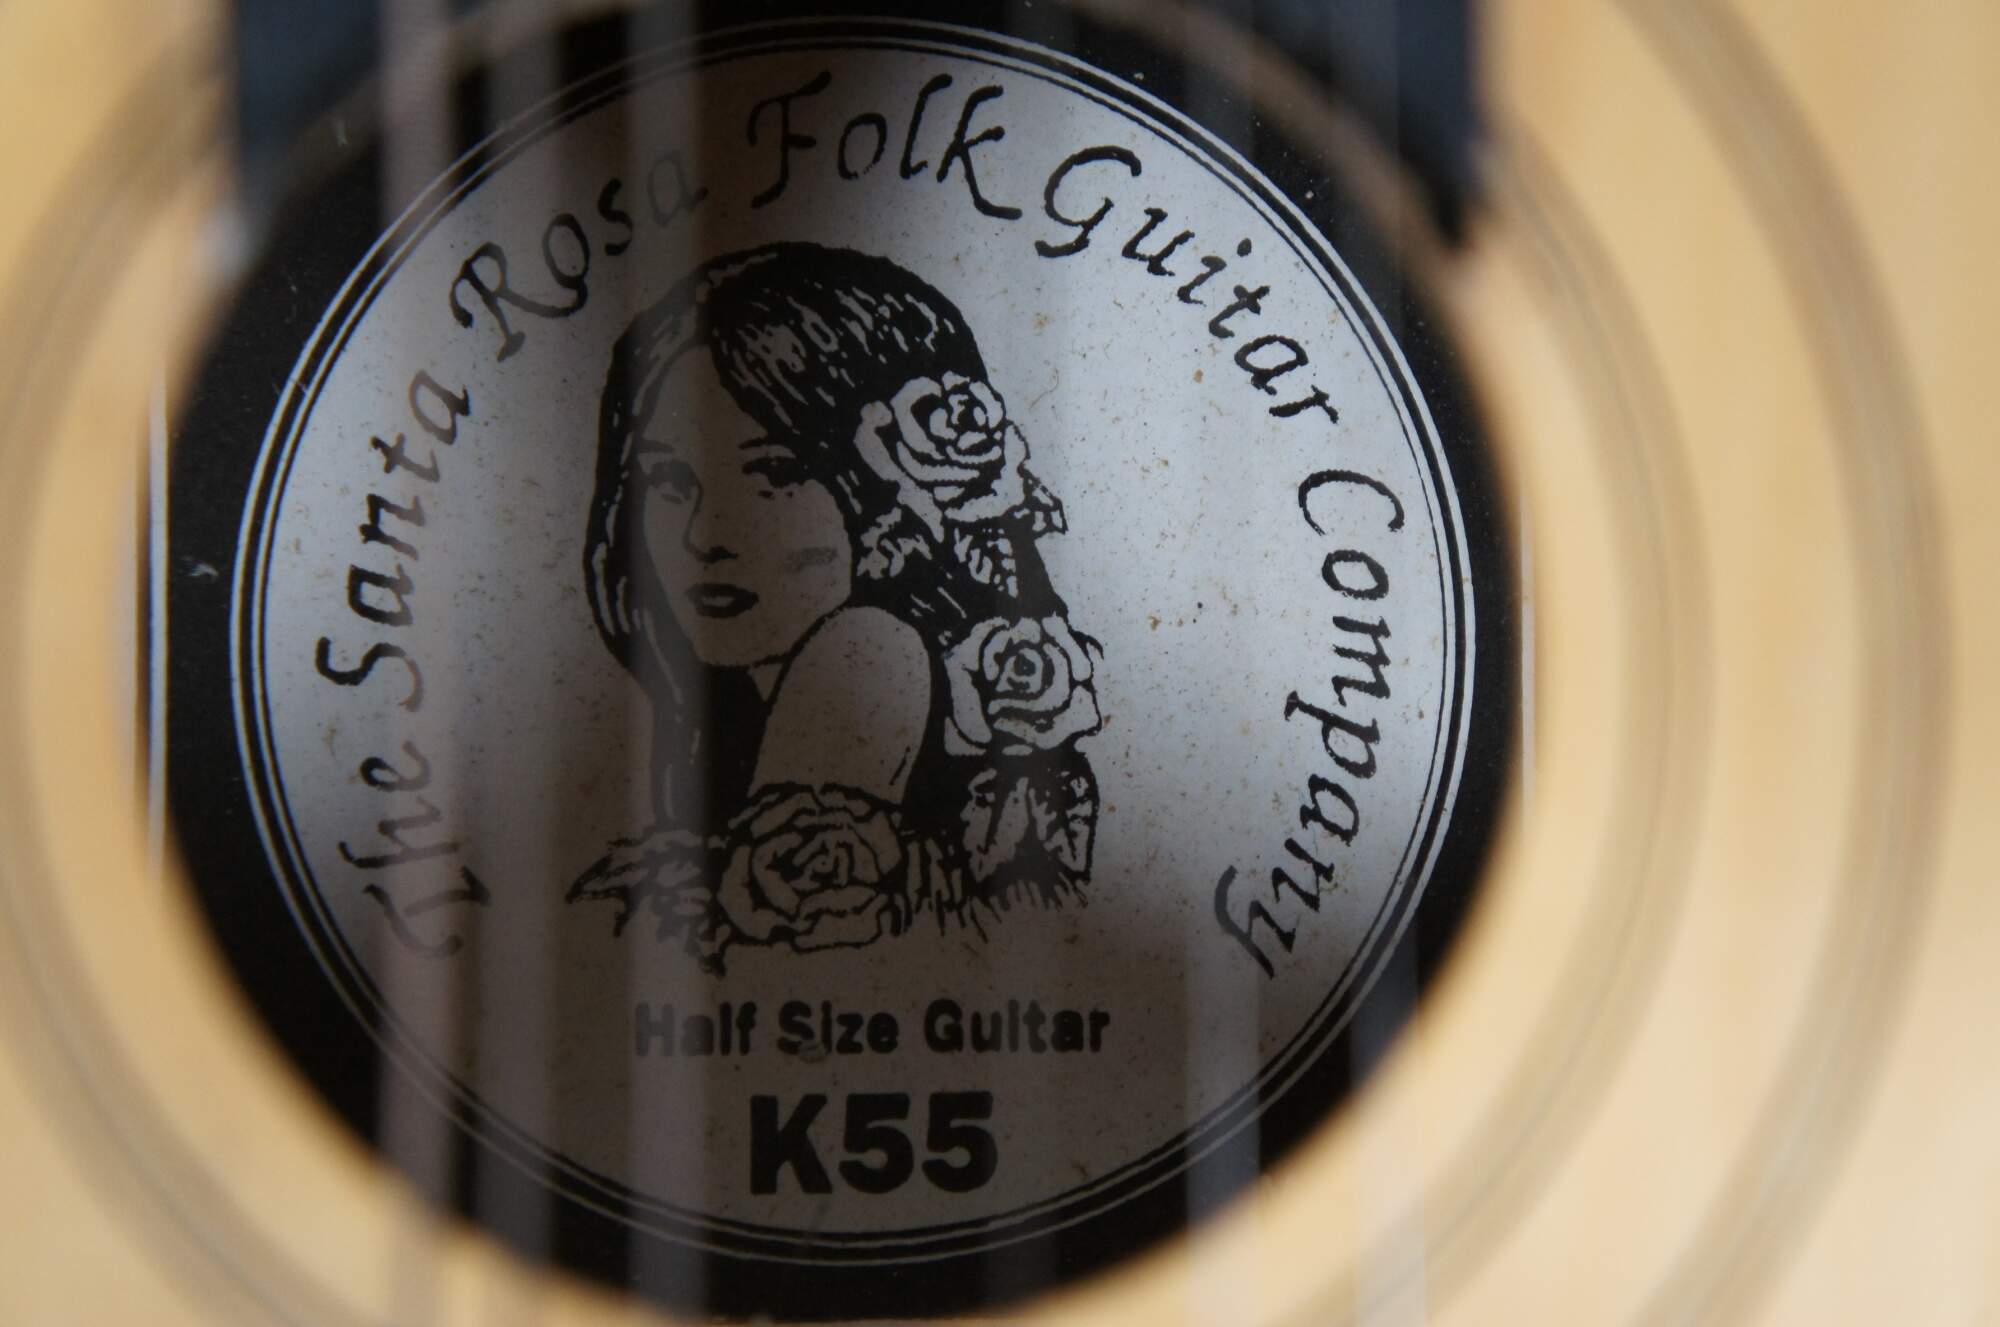 The Santa Rosa Folk Guitar Company
Half Size Guitar
K55